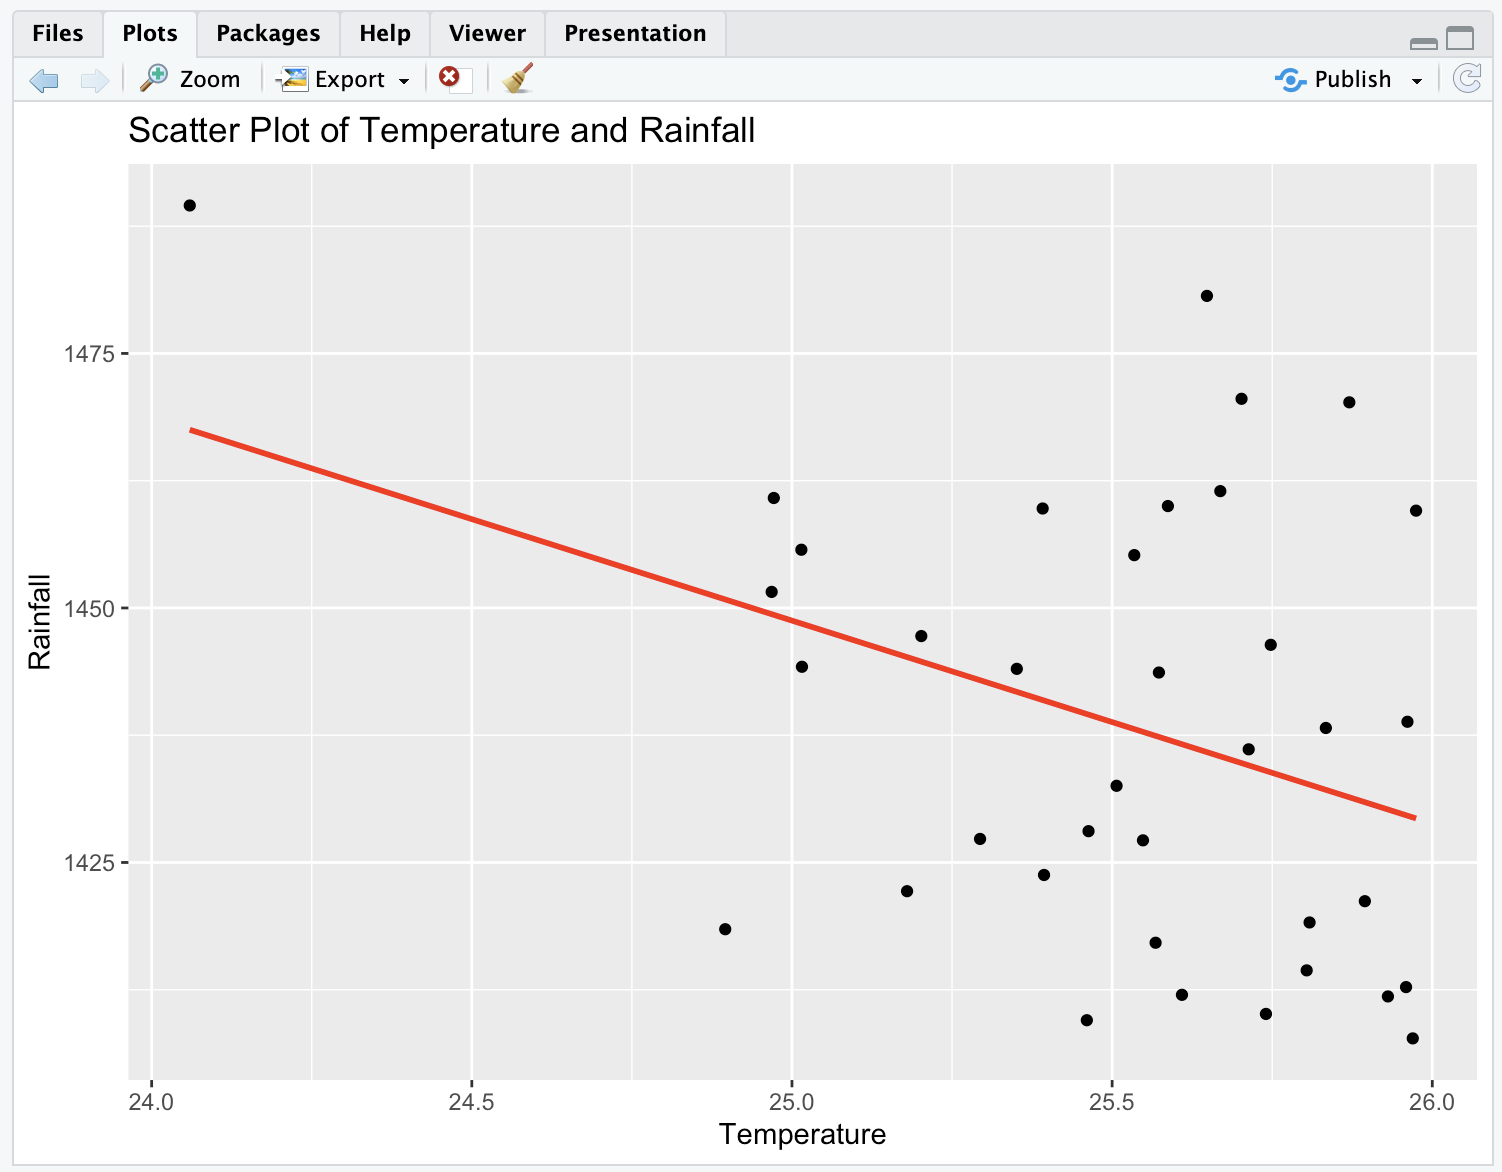 Files Plots Packages Help Viewer Presentation
Zoom Export Publish
Scatter Plot of Temperature and Rainfall
1475
1450
1425
Rainfall
24.0 24.5 25.0 25.5 26.0
Temperature